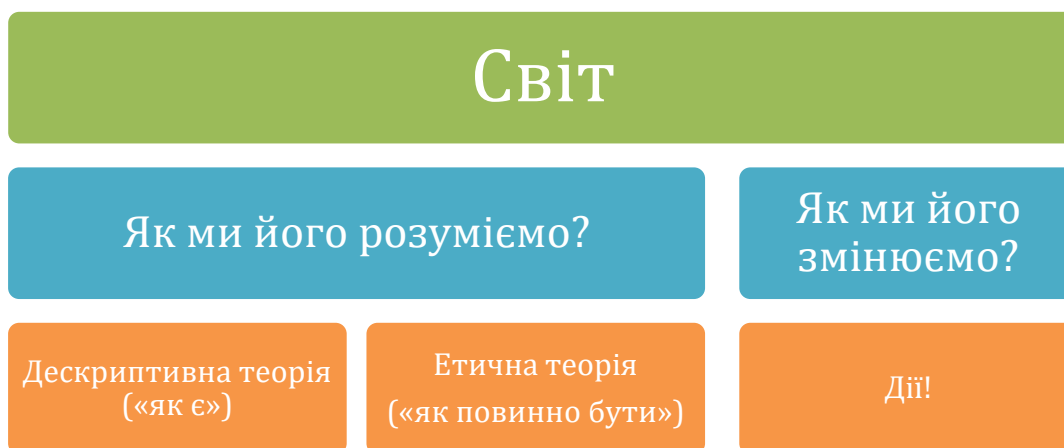 Світ
Як ми його розуміємо?
Як ми його
змінюємо?
Дескриптивна теорія
(«як є»)
Етична теорія
(«як повинно бути»)
Дії!